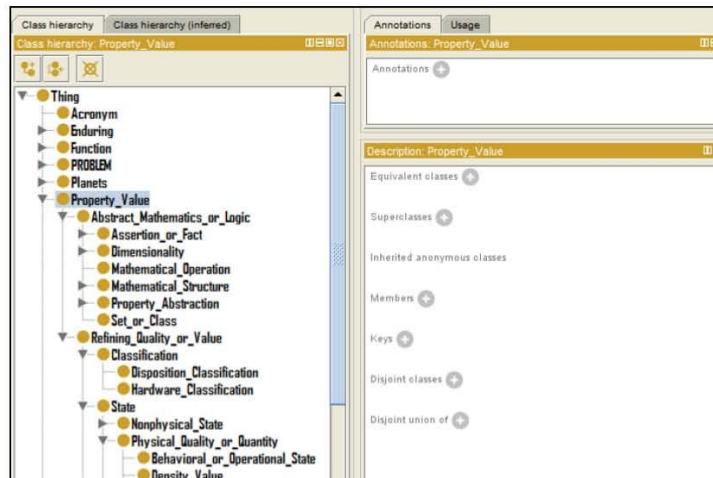 Class hierarchy Class hierarchy (inferred)
Class hierarchy: Property_Value
Thing
Acronym
Enduring
Function
PROBLEM
Planets
Property_Value
Abstract_Mathematics_or_Logic
Assertion_or_Fact
Dimensionality
Mathematical_Operation
Mathematical_Structure
Property_Abstraction
Set_or_Class
Refining_Quality_or_Value
Classification
Disposition_Classification
Hardware_Classification
State
Nonphysical_State
Physical_Quality_or_Quantity
Behavioral_or_Operational_State
Density_Value
Annotations Usage
Annotations: Property_Value
Annotations
Description: Property_Value
Equivalent classes
Superclasses
Inherited anonymous classes
Members
Keys
Disjoint classes
Disjoint union of